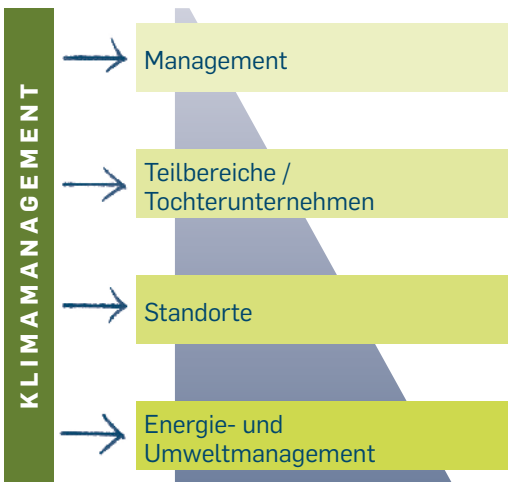 KLIMAMANAGEMENT
Management
Teilbereiche /
Tochterunternehmen
Standorte
Energie- und
Umweltmanagement